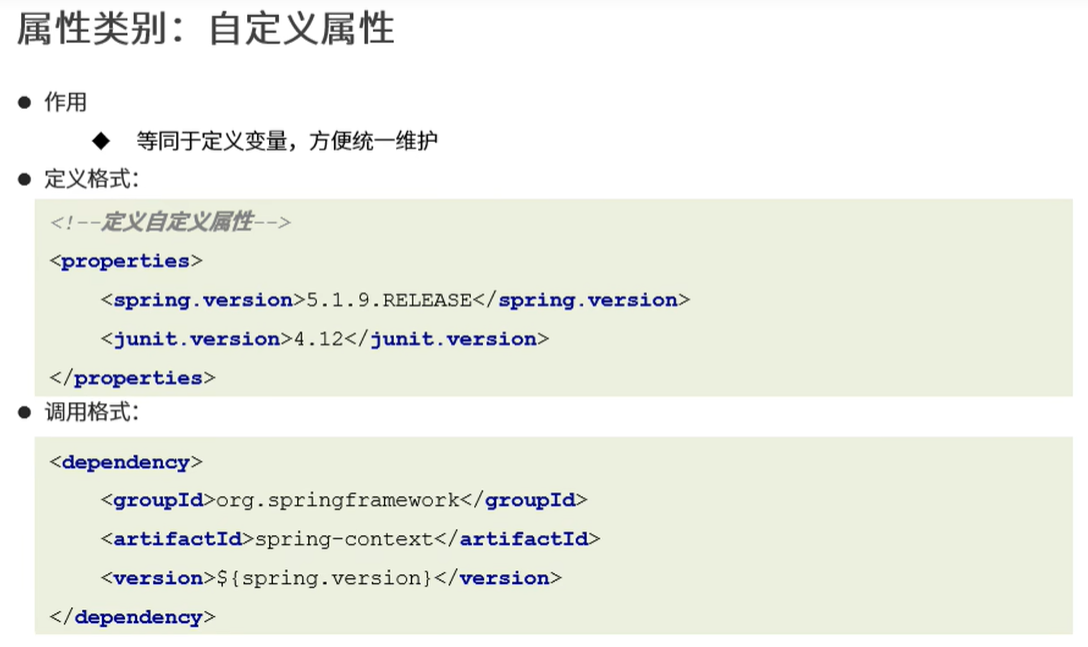 属性类别：自定义属性
● 作用
◆ 等同于定义变量，方便统一维护
● 定义格式：
<!--定义自定义属性-->
<properties>
    <spring.version>5.1.9.RELEASE</spring.version>
    <junit.version>4.12</junit.version>
</properties>
● 调用格式：
<dependency>
    <groupId>org.springframework</groupId>
    <artifactId>spring-context</artifactId>
    <version>${spring.version}</version>
</dependency>